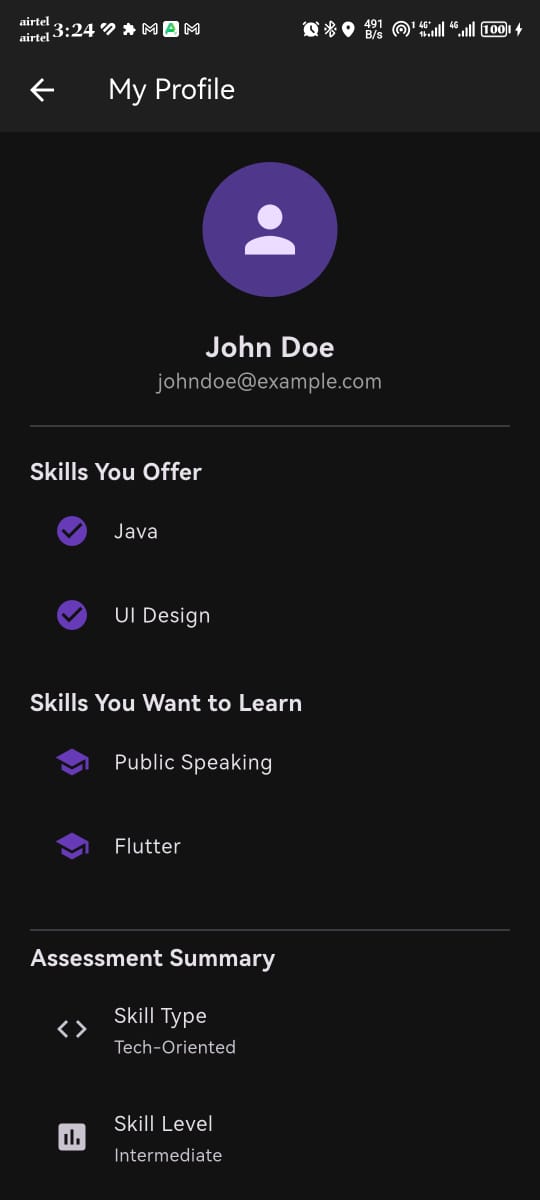 airtel
airtel 3:24 491 B/s 1 4G+ 4G 100
My Profile
John Doe
johndoe@example.com
Skills You Offer
Java
UI Design
Skills You Want to Learn
Public Speaking
Flutter
Assessment Summary
Skill Type
Tech-Oriented
Skill Level
Intermediate